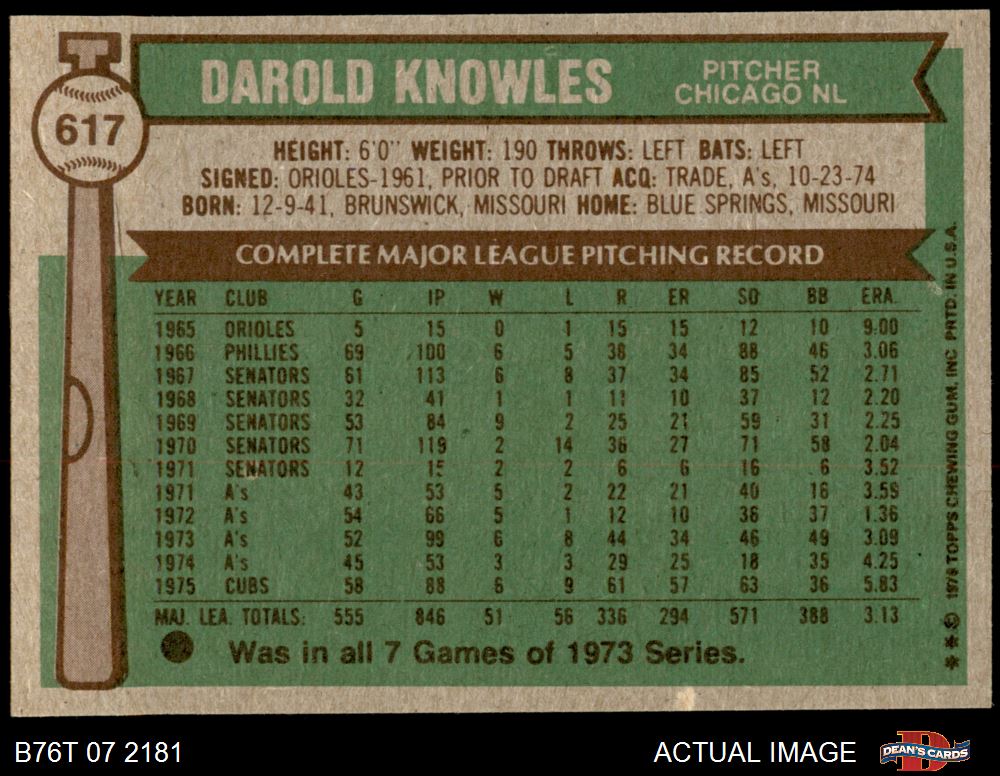 DAROLD KNOWLES
PITCHER
CHICAGO NL
617
HEIGHT: 6'0" WEIGHT: 190 THROWS: LEFT BATS: LEFT
SIGNED: ORIOLES-1961, PRIOR TO DRAFT ACQ: TRADE, A's, 10-23-74
BORN: 12-9-41, BRUNSWICK, MISSOURI HOME: BLUE SPRINGS, MISSOURI
COMPLETE MAJOR LEAGUE PITCHING RECORD
YEAR CLUB G IP W L R ER SO BB ERA.
1965 ORIOLES 5 15 0 1 15 15 12 10 9.00
1966 PHILLIES 69 100 6 5 38 34 88 46 3.06
1967 SENATORS 61 113 6 8 37 34 85 52 2.71
1968 SENATORS 32 41 1 1 11 10 37 12 2.20
1969 SENATORS 53 84 9 2 25 21 59 31 2.25
1970 SENATORS 71 119 2 14 36 27 71 58 2.04
1971 SENATORS 12 15 2 2 6 6 16 6 3.52
1971 A's 43 53 5 2 22 21 40 16 3.59
1972 A's 54 66 5 1 12 10 36 37 1.36
1973 A's 52 99 6 8 44 34 46 49 3.09
1974 A's 45 53 3 3 29 25 18 35 4.25
1975 CUBS 58 88 6 9 61 57 63 36 5.83
MAJ. LEA. TOTALS: 555 846 51 56 336 294 571 388 3.13
Was in all 7 Games of 1973 Series.
* * © 1976 TOPPS CHEWING GUM, INC PRTD. IN U.S.A.
B76T 07 2181
ACTUAL IMAGE
D
DEAN'S CARDS